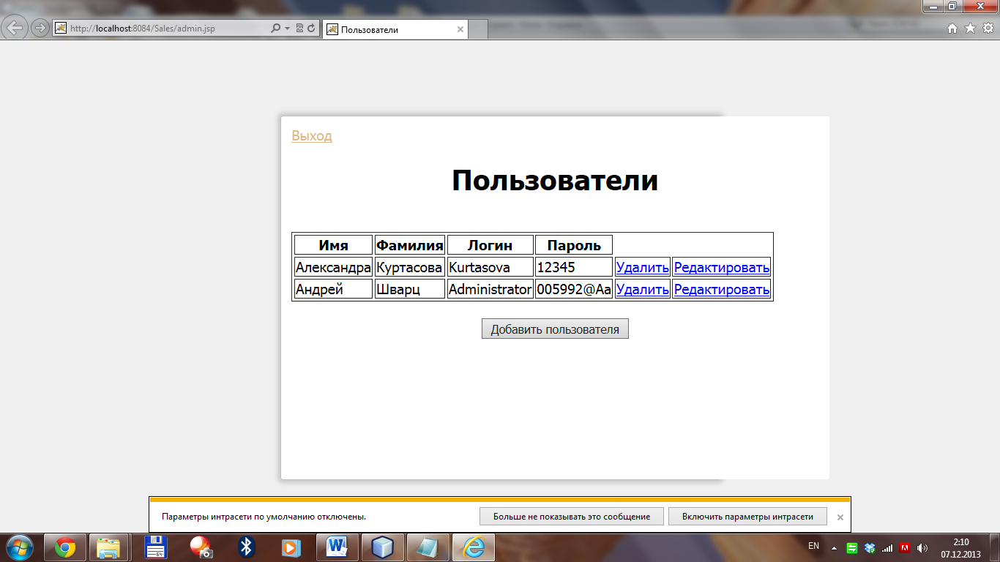 http://localhost:8084/Sales/admin.jsp
Пользователи
Выход
Пользователи
Имя Фамилия Логин Пароль
Александра Куртасова Kurtasova 12345 Удалить Редактировать
Андрей Шварц Administrator 005992@Aa Удалить Редактировать
Добавить пользователя
Параметры интрасети по умолчанию отключены. Больше не показывать это сообщение Включить параметры интрасети
EN 2:10
07.12.2013